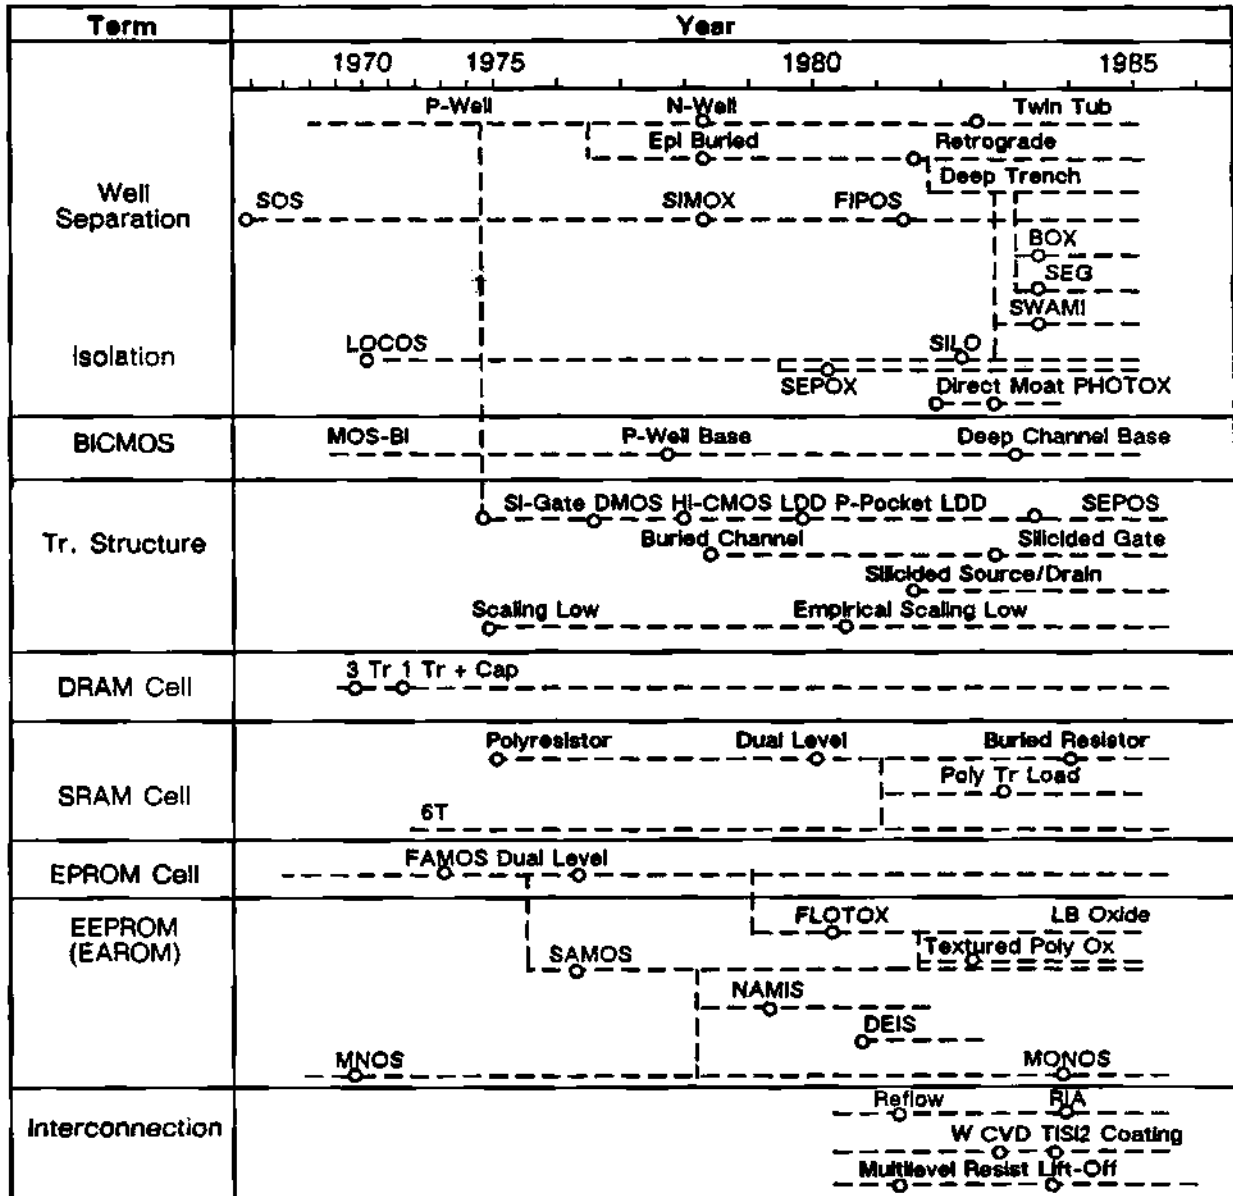 Term Year
1970 1975 1980 1985
P-Well N-Well Twin Tub
Epi Buried Retrograde
Deep Trench
Well
Separation
SOS SIMOX FIPOS
BOX
SEG
SWAMI
Isolation
LOCOS SILO
SEPOX Direct Moat PHOTOX
BICMOS
MOS-BI P-Well Base Deep Channel Base
Tr. Structure
SI-Gate DMOS HI-CMOS LDD P-Pocket LDD SEPOS
Buried Channel Silicided Gate
Silicided Source/Drain
Scaling Low Empirical Scaling Low
DRAM Cell
3 Tr 1 Tr + Cap
SRAM Cell
Polyresistor Dual Level Buried Resistor
Poly Tr Load
6T
EPROM Cell
FAMOS Dual Level
EEPROM
(EAROM)
FLOTOX LB Oxide
Textured Poly Ox
SAMOS
NAMIS
DEIS
MNOS MONOS
Interconnection
Reflow RIA
W CVD TISI2 Coating
Multilevel Resist Lift-Off